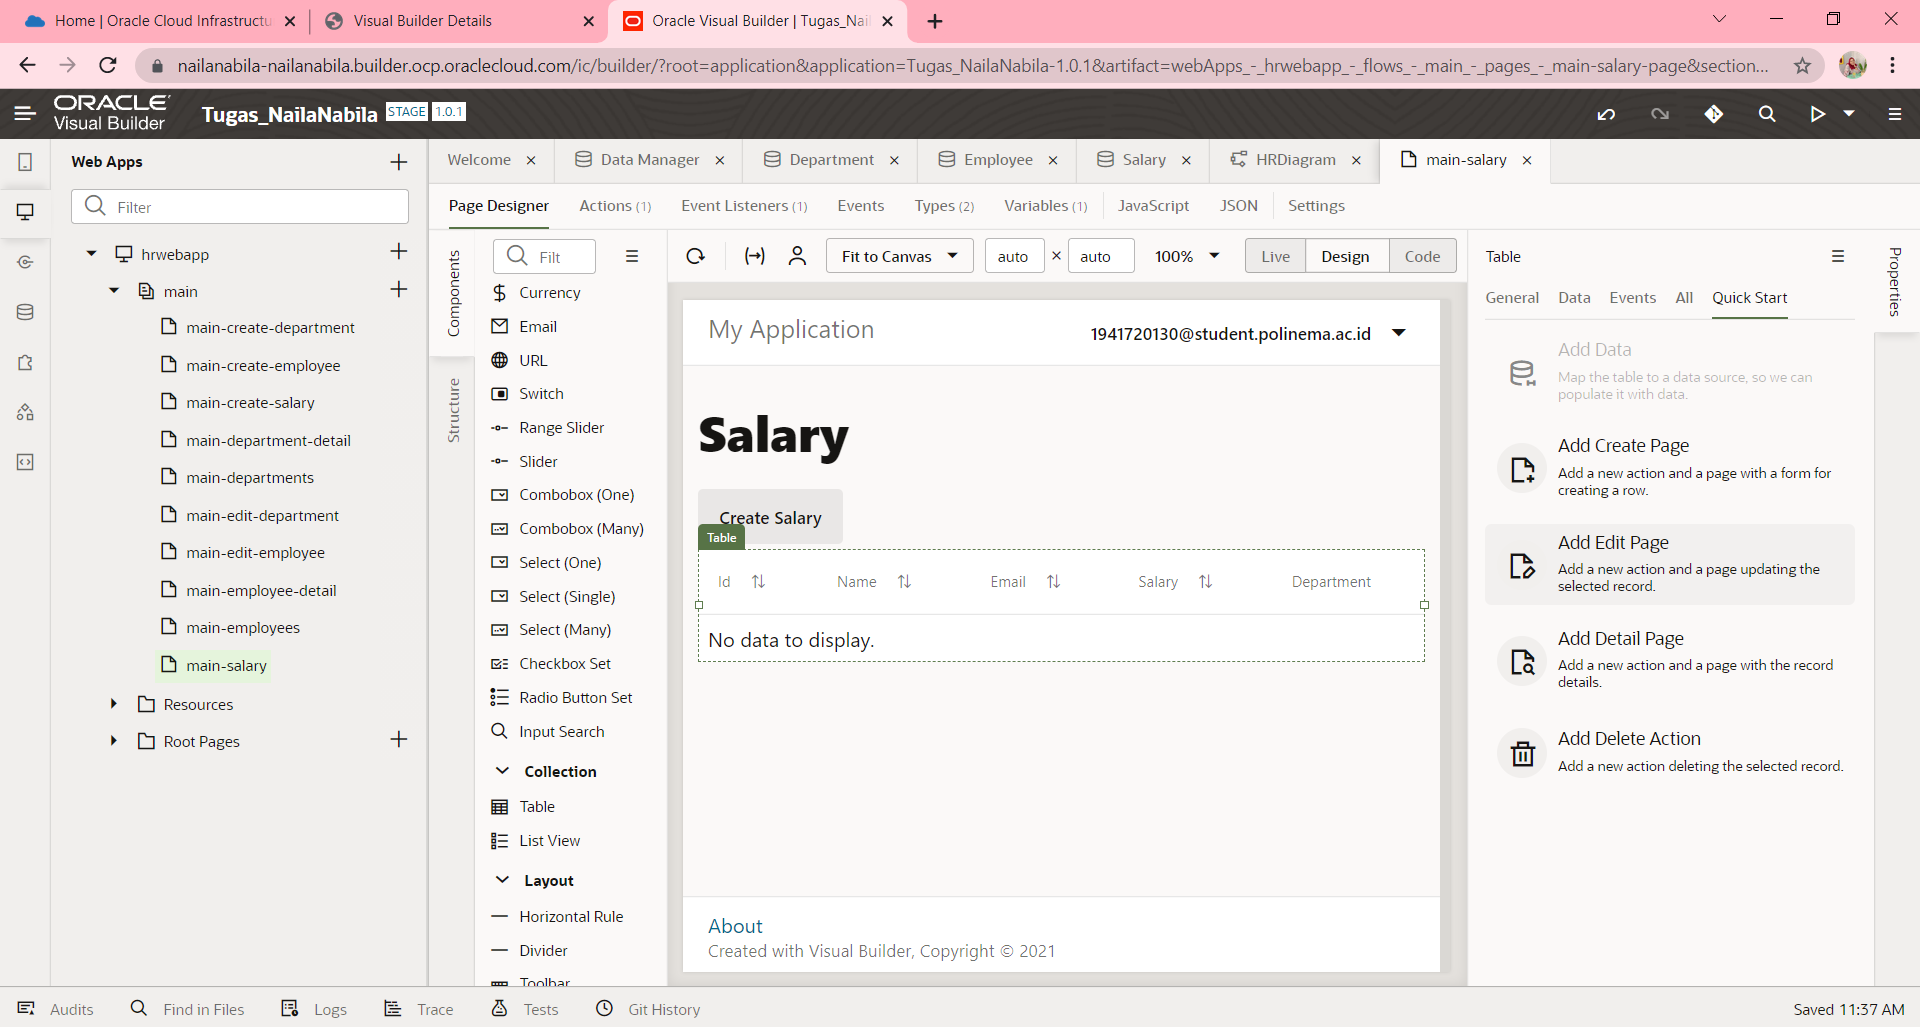 Home | Oracle Cloud Infrastructu
Visual Builder Details
Oracle Visual Builder | Tugas_Nail
nailanabila-nailanabila.builder.ocp.oraclecloud.com/ic/builder/?root=application&application=Tugas_NailaNabila-1.0.1&artifact=webApps_-_hrwebapp_-_flows_-_main_-_pages_-_main-salary-page&section...
ORACLE
Visual Builder
Tugas_NailaNabila STAGE 1.0.1
Web Apps
Filter
hrwebapp
main
main-create-department
main-create-employee
main-create-salary
main-department-detail
main-departments
main-edit-department
main-edit-employee
main-employee-detail
main-employees
main-salary
Resources
Root Pages
Welcome
Data Manager
Department
Employee
Salary
HRDiagram
main-salary
Page Designer
Actions (1)
Event Listeners (1)
Events
Types (2)
Variables (1)
JavaScript
JSON
Settings
Components
Structure
Filt
Currency
Email
URL
Switch
Range Slider
Slider
Combobox (One)
Combobox (Many)
Select (One)
Select (Single)
Select (Many)
Checkbox Set
Radio Button Set
Input Search
Collection
Table
List View
Layout
Horizontal Rule
Divider
Toolbar
Fit to Canvas
auto × auto
100%
Live Design Code
My Application
1941720130@student.polinema.ac.id
Salary
Create Salary
Table
Id Name Email Salary Department
No data to display.
About
Created with Visual Builder, Copyright © 2021
Table
General Data Events All Quick Start
Add Data
Map the table to a data source, so we can
populate it with data.
Add Create Page
Add a new action and a page with a form for
creating a row.
Add Edit Page
Add a new action and a page updating the
selected record.
Add Detail Page
Add a new action and a page with the record
details.
Add Delete Action
Add a new action deleting the selected record.
Properties
Audits
Find in Files
Logs
Trace
Tests
Git History
Saved 11:37 AM